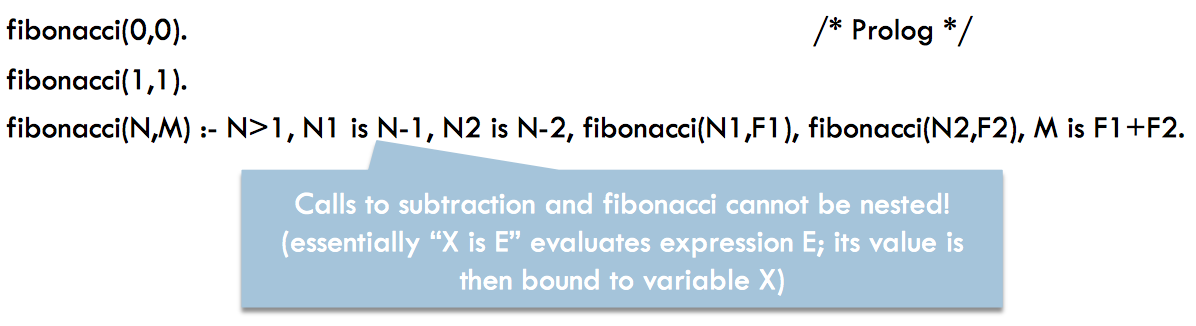 fibonacci(0,0). /* Prolog */
fibonacci(1,1).
fibonacci(N,M) :- N>1, N1 is N-1, N2 is N-2, fibonacci(N1,F1), fibonacci(N2,F2), M is F1+F2.
Calls to subtraction and fibonacci cannot be nested!
(essentially “X is E” evaluates expression E; its value is
then bound to variable X)